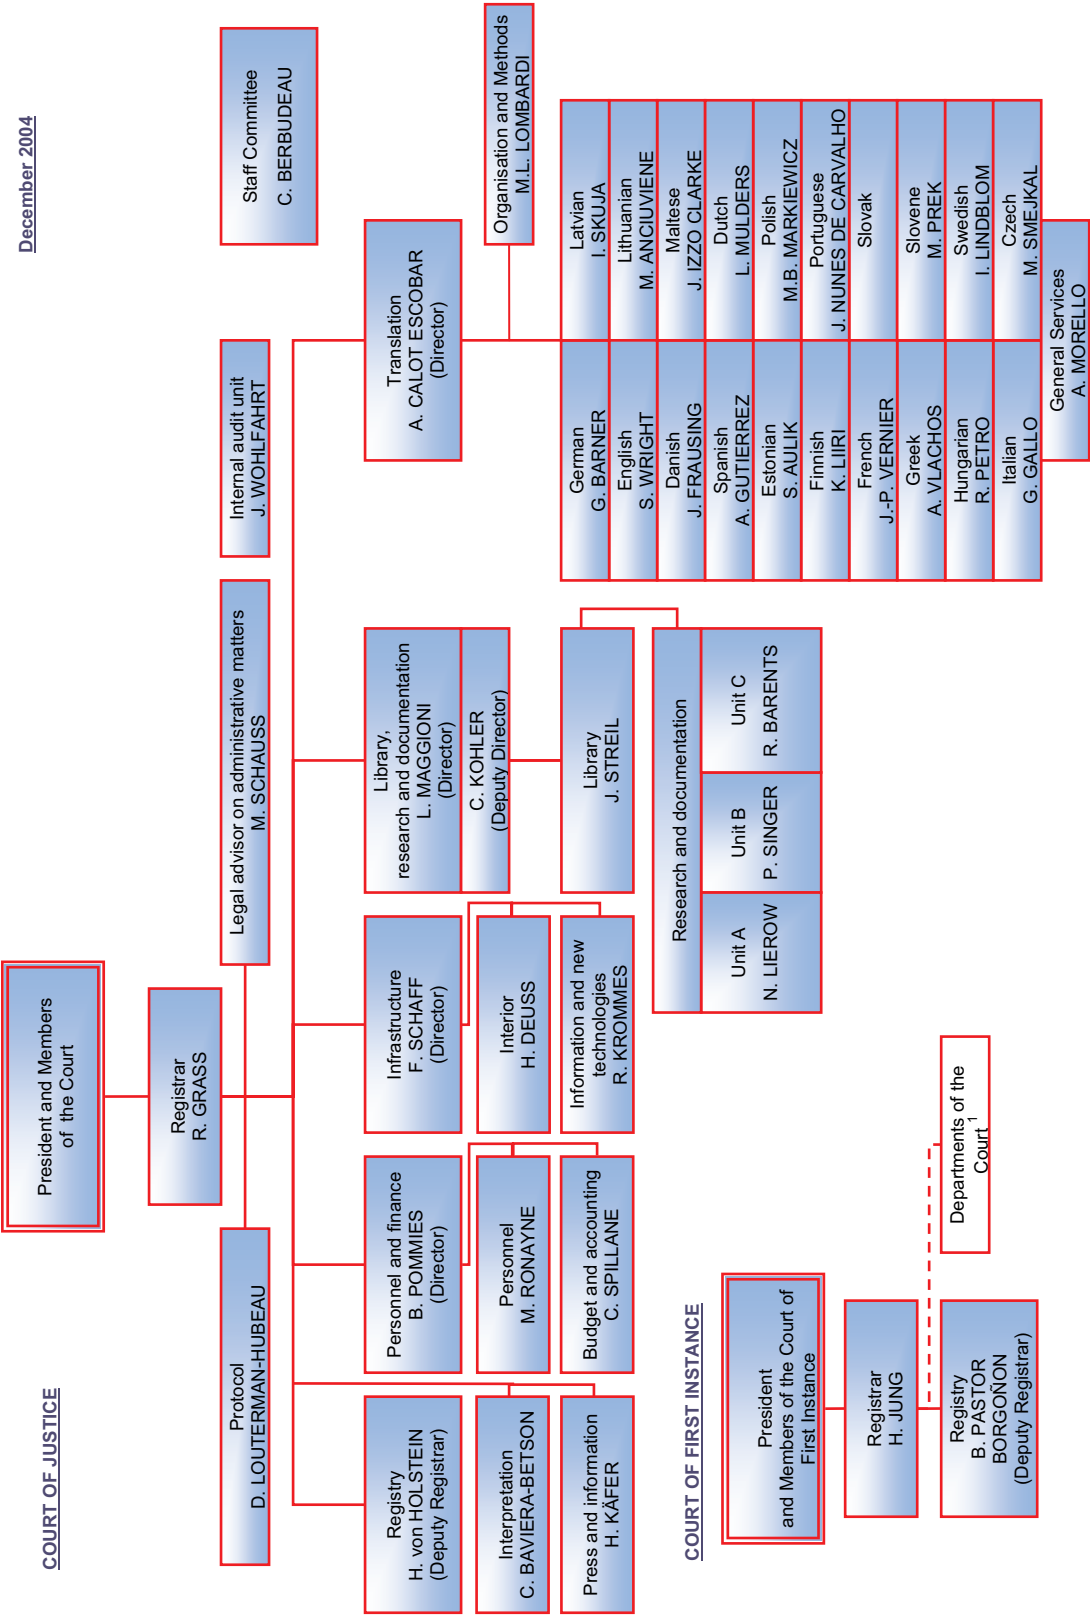 December 2004
COURT OF JUSTICE
President and Members
of the Court
Registrar
R. GRASS
Protocol
D. LOUTERMAN-HUBEAU
Legal advisor on administrative matters
M. SCHAUSS
Internal audit unit
J. WOHLFAHRT
Staff Committee
C. BERBUDEAU
Registry
H. von HOLSTEIN
(Deputy Registrar)
Interpretation
C. BAVIERA-BETSON
Press and information
H. KÄFER
Personnel and finance
B. POMMIES
(Director)
Personnel
M. RONAYNE
Budget and accounting
C. SPILLANE
Infrastructure
F. SCHAFF
(Director)
Interior
H. DEUSS
Information and new
technologies
R. KROMMES
Library,
research and documentation
L. MAGGIONI
(Director)
C. KOHLER
(Deputy Director)
Library
J. STREIL
Research and documentation
Unit A
N. LIEROW
Unit B
P. SINGER
Unit C
R. BARENTS
Translation
A. CALOT ESCOBAR
(Director)
Organisation and Methods
M.L. LOMBARDI
German
G. BARNER
Latvian
I. SKUJA
English
S. WRIGHT
Lithuanian
M. ANCIUVIENE
Danish
J. FRAUSING
Maltese
J. IZZO CLARKE
Spanish
A. GUTIERREZ
Dutch
L. MULDERS
Estonian
S. AULIK
Polish
M.B. MARKIEWICZ
Finnish
K. LIIRI
Portuguese
J. NUNES DE CARVALHO
French
J.-P. VERNIER
Slovak
Greek
A. VLACHOS
Slovene
M. PREK
Hungarian
R. PETRO
Swedish
I. LINDBLOM
Italian
G. GALLO
Czech
M. SMEJKAL
General Services
A. MORELLO
COURT OF FIRST INSTANCE
President
and Members of the Court of
First Instance
Registrar
H. JUNG
Registry
B. PASTOR
BORGOÑON
(Deputy Registrar)
Departments of the
Court 1